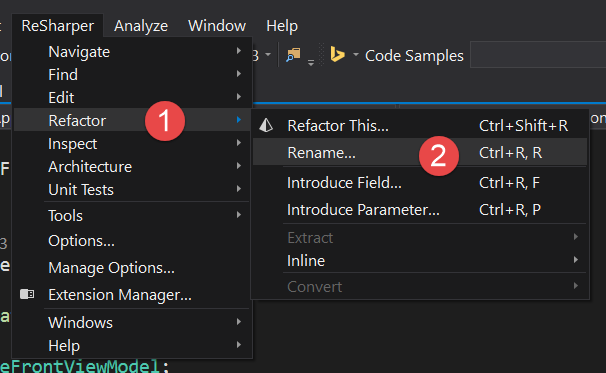 ReSharper Analyze Window Help
Navigate
Find
Edit
Refactor 1
Inspect
Architecture
Unit Tests
Tools
Options...
Manage Options...
Extension Manager...
Windows
Help
3 Code Samples
Refactor This... Ctrl+Shift+R
Rename... 2 Ctrl+R, R
Introduce Field... Ctrl+R, F
Introduce Parameter... Ctrl+R, P
Extract
Inline
Convert
eFrontViewModel;